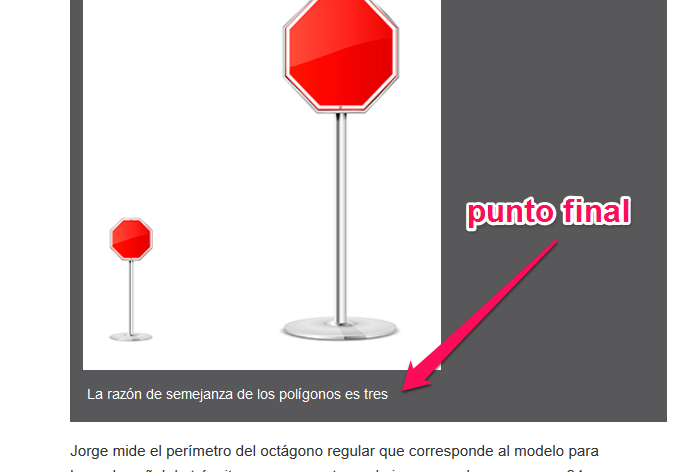 punto final
La razón de semejanza de los polígonos es tres
Jorge mide el perímetro del octágono regular que corresponde al modelo para